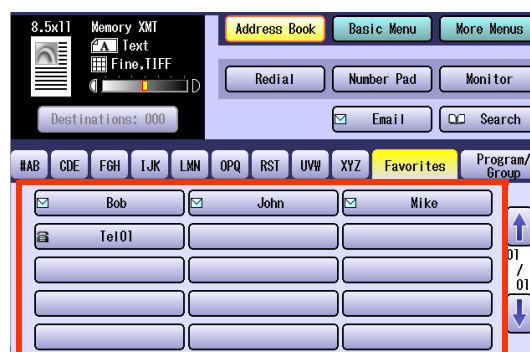 8.5x11 Memory XMT
Text
Fine,TIFF
D
Destinations: 000
Address Book Basic Menu More Menus
Redial Number Pad Monitor
Email Search
#AB CDE FGH IJK LMN OPQ RST UVW XYZ Favorites Program/
Group
Bob John Mike
Tel01
01
/
01